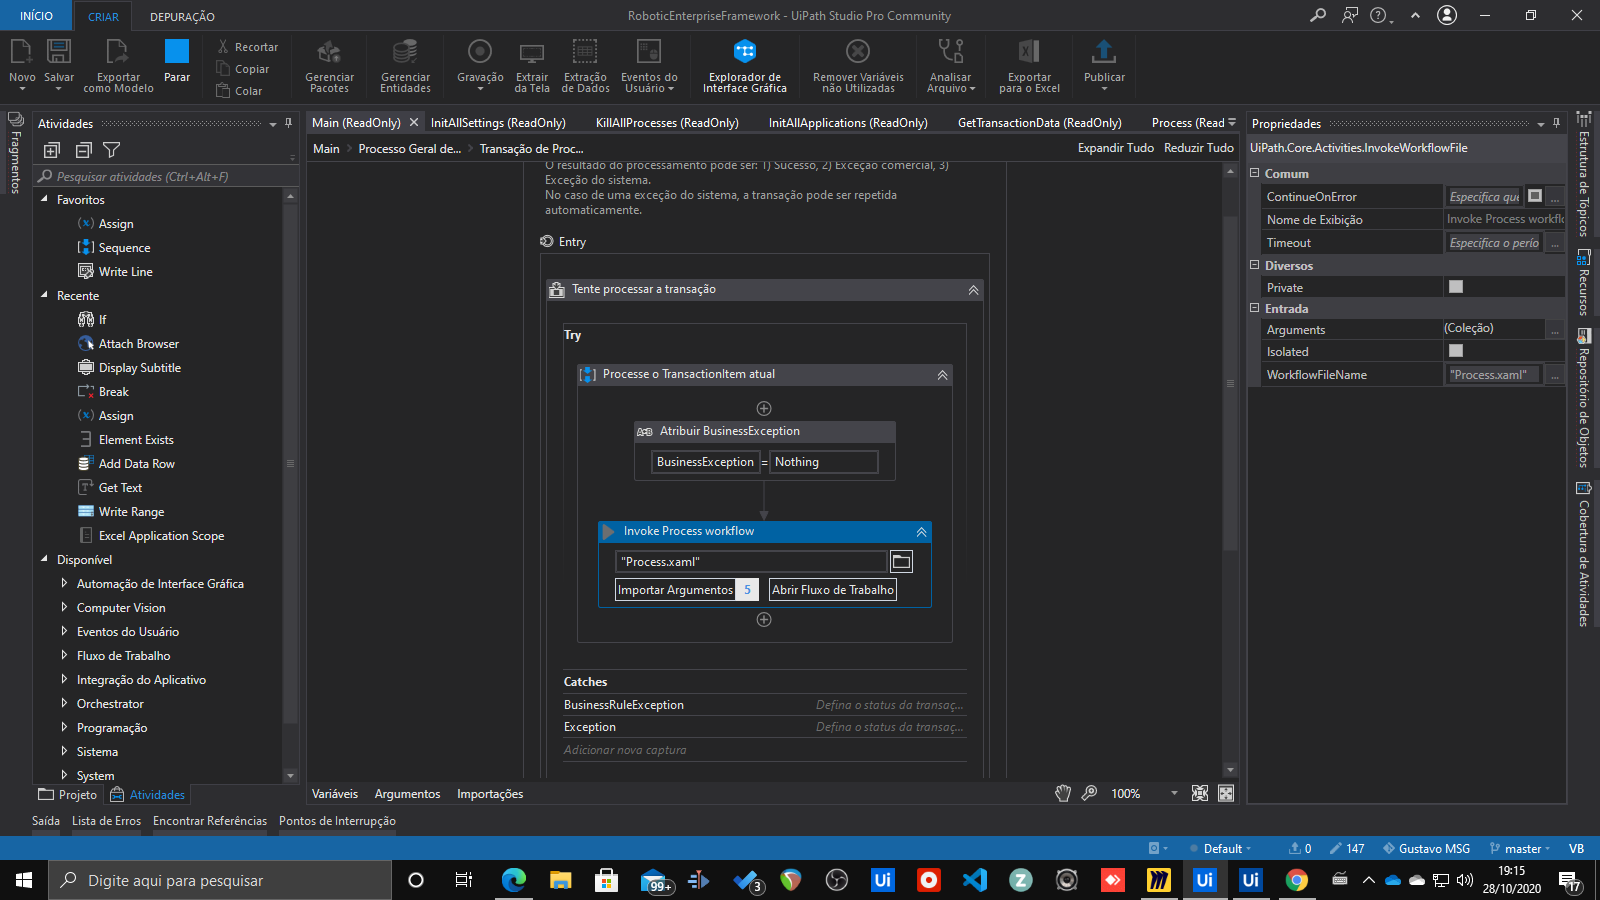 INÍCIO
CRIAR
DEPURAÇÃO
RoboticEnterpriseFramework - UiPath Studio Pro Community
Novo
Salvar
Exportar
como Modelo
Parar
Recortar
Copiar
Colar
Gerenciar
Pacotes
Gerenciar
Entidades
Gravação
Extrair
da Tela
Extração
de Dados
Eventos do
Usuário
Explorador de
Interface Gráfica
Remover Variáveis
não Utilizadas
Analisar
Arquivo
Exportar
para o Excel
Publicar
Fragmentos
Atividades
Pesquisar atividades (Ctrl+Alt+F)
Favoritos
Assign
Sequence
Write Line
Recente
If
Attach Browser
Display Subtitle
Break
Assign
Element Exists
Add Data Row
Get Text
Write Range
Excel Application Scope
Disponível
Automação de Interface Gráfica
Computer Vision
Eventos do Usuário
Fluxo de Trabalho
Integração do Aplicativo
Orchestrator
Programação
Sistema
System
Projeto
Atividades
Main (ReadOnly)
InitAllSettings (ReadOnly)
KillAllProcesses (ReadOnly)
InitAllApplications (ReadOnly)
GetTransactionData (ReadOnly)
Process (Read
Main
Processo Geral de...
Transação de Proc...
Expandir Tudo
Reduzir Tudo
O resultado do processamento pode ser: 1) Sucesso, 2) Exceção comercial, 3)
Exceção do sistema.
No caso de uma exceção do sistema, a transação pode ser repetida
automaticamente.
Entry
Tente processar a transação
Try
Processe o TransactionItem atual
Atribuir BusinessException
BusinessException = Nothing
Invoke Process workflow
"Process.xaml"
Importar Argumentos 5
Abrir Fluxo de Trabalho
Catches
BusinessRuleException
Defina o status da transaç...
Exception
Defina o status da transaç...
Adicionar nova captura
Variáveis
Argumentos
Importações
100%
Propriedades
UiPath.Core.Activities.InvokeWorkflowFile
Comum
ContinueOnError
Especifica que
...
Nome de Exibição
Invoke Process workflo
Timeout
Especifica o perío
...
Diversos
Private
Entrada
Arguments
(Coleção)
...
Isolated
WorkflowFileName
"Process.xaml"
...
Estrutura de Tópicos
Recursos
Repositório de Objetos
Cobertura de Atividades
Saída
Lista de Erros
Encontrar Referências
Pontos de Interrupção
Default
0
147
Gustavo MSG
master
VB
Digite aqui para pesquisar
99+
3
Ui
Ui
Ui
19:15
28/10/2020
17